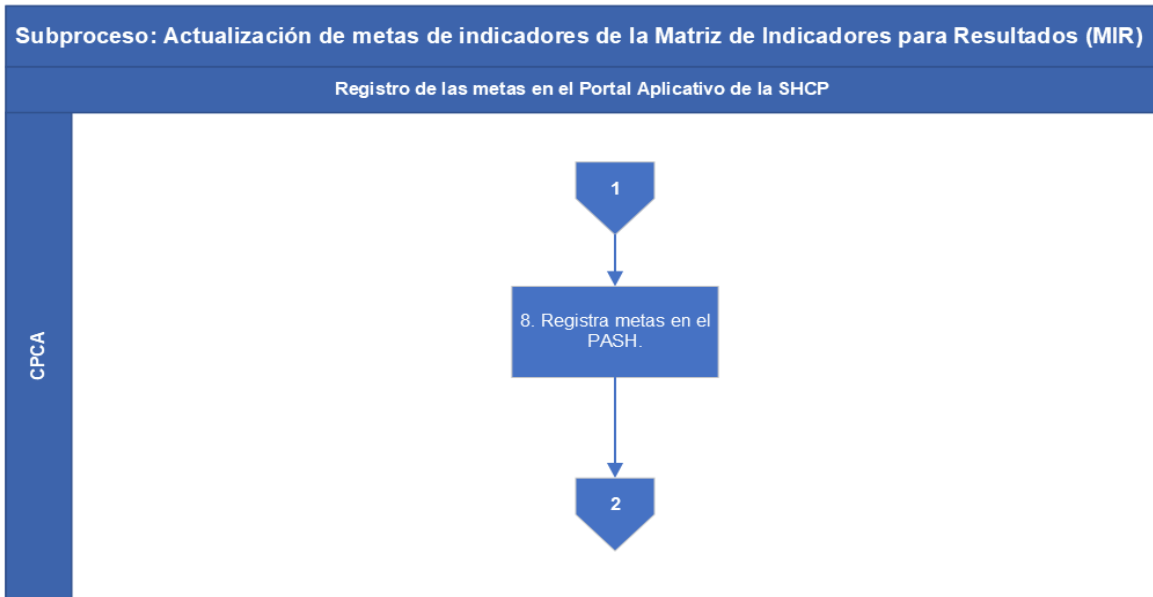 Subproceso: Actualización de metas de indicadores de la Matriz de Indicadores para Resultados (MIR)
Registro de las metas en el Portal Aplicativo de la SHCP
CPCA
1
8. Registra metas en el
PASH.
2